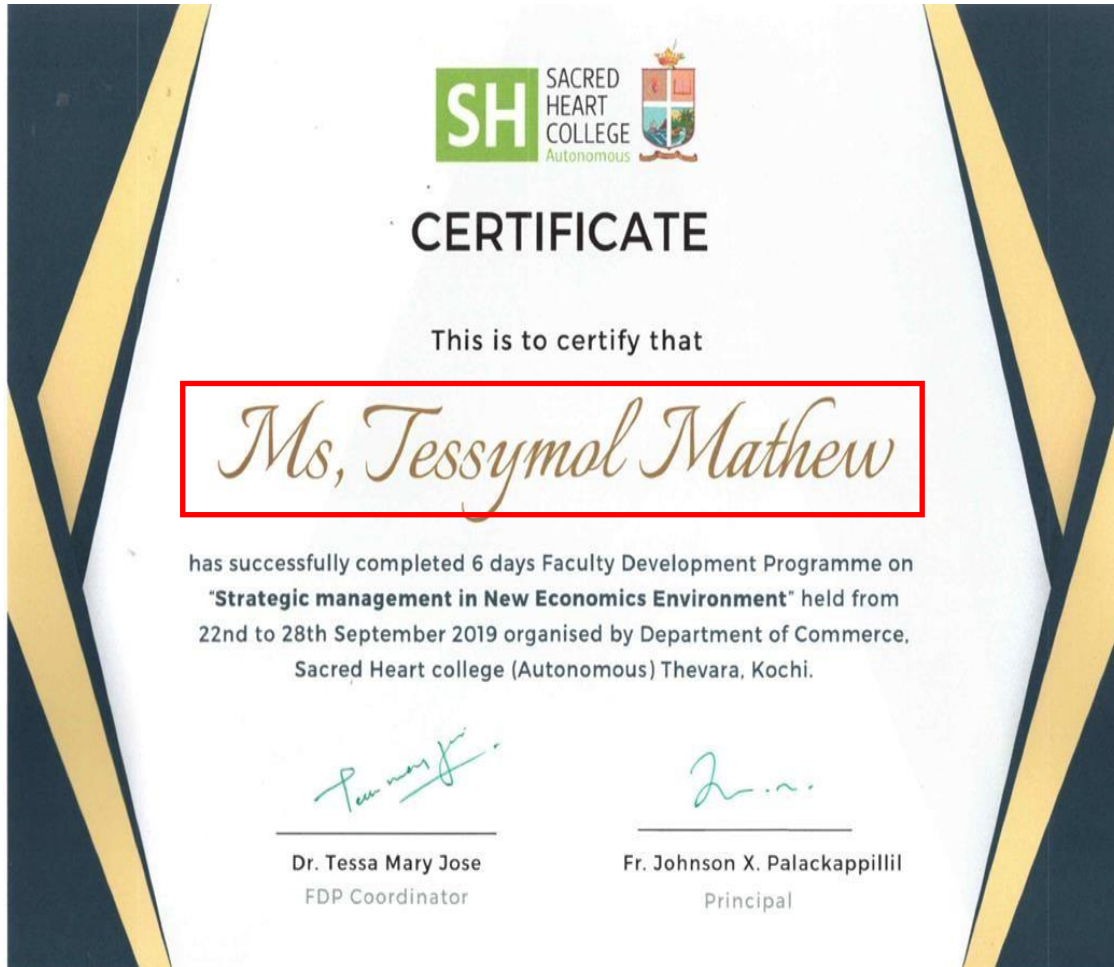 SH
SACRED
HEART
COLLEGE
Autonomous
CERTIFICATE
This is to certify that
Ms, Tessymol Mathew
has successfully completed 6 days Faculty Development Programme on
"Strategic management in New Economics Environment" held from
22nd to 28th September 2019 organised by Department of Commerce,
Sacred Heart college (Autonomous) Thevara, Kochi.
Dr. Tessa Mary Jose
Fr. Johnson X. Palackappillil
FDP Coordinator
Principal